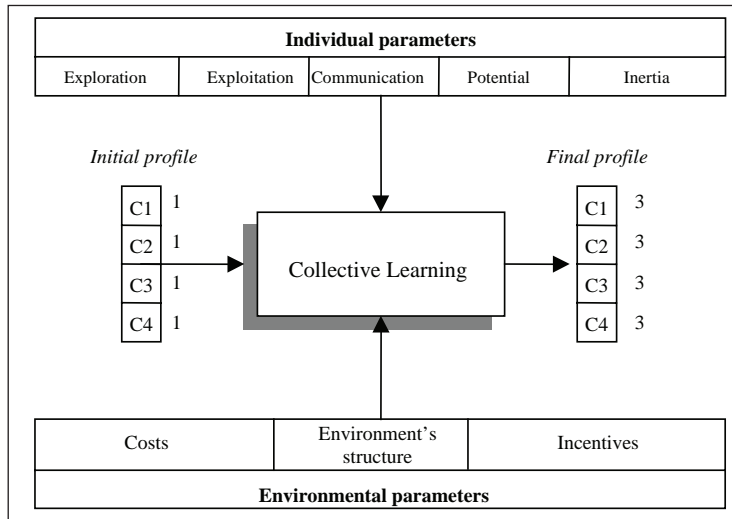 Individual parameters
Exploration Exploitation Communication Potential Inertia
Initial profile Final profile
C1 1 C1 3
C2 1 C2 3
Collective Learning
C3 1 C3 3
C4 1 C4 3
Costs Environment's structure Incentives
Environmental parameters